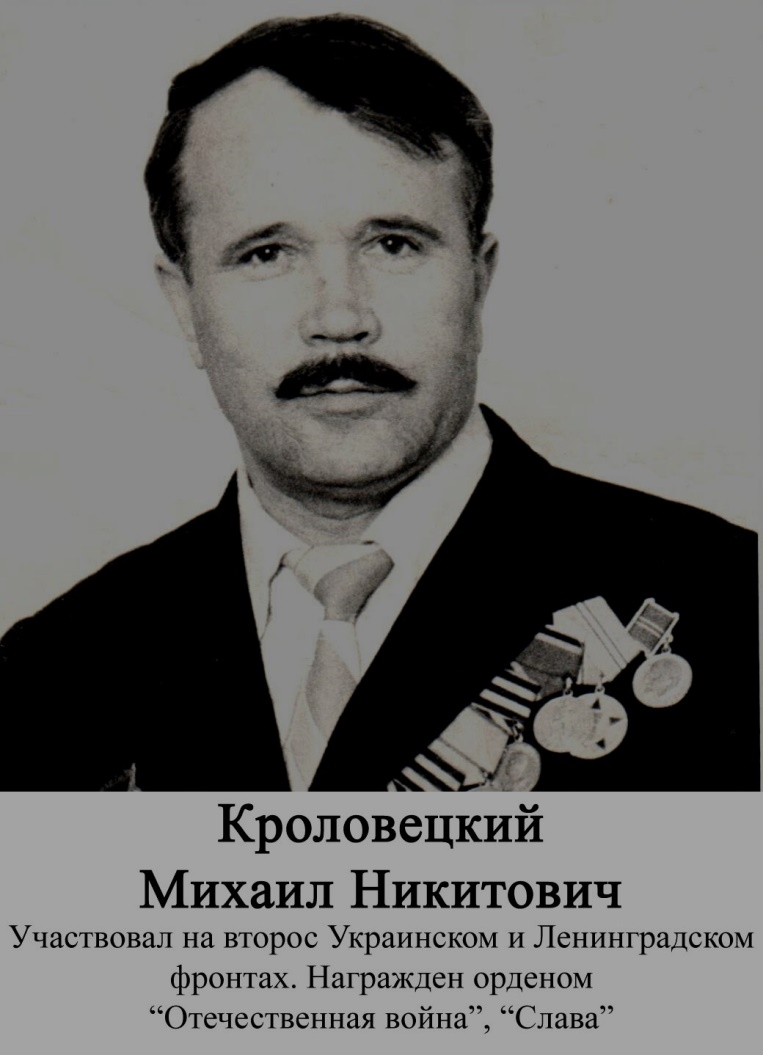 Кроловецкий
Михаил Никитович
Участвовал на второс Украинском и Ленинградском
фронтах. Награжден орденом
“Отечественная война”, “Слава”